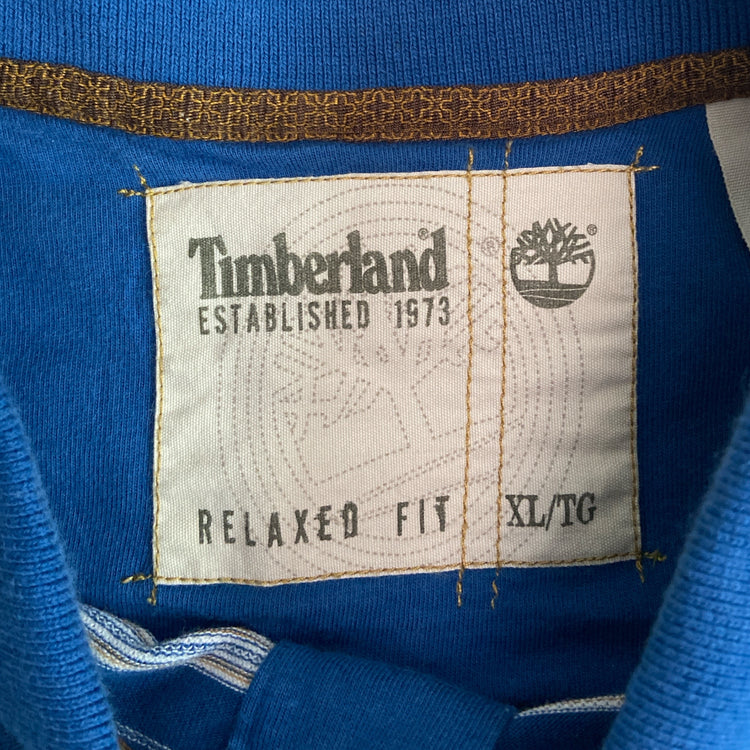 Timberland®
ESTABLISHED 1973
®
RELAXED FIT
XL/TG